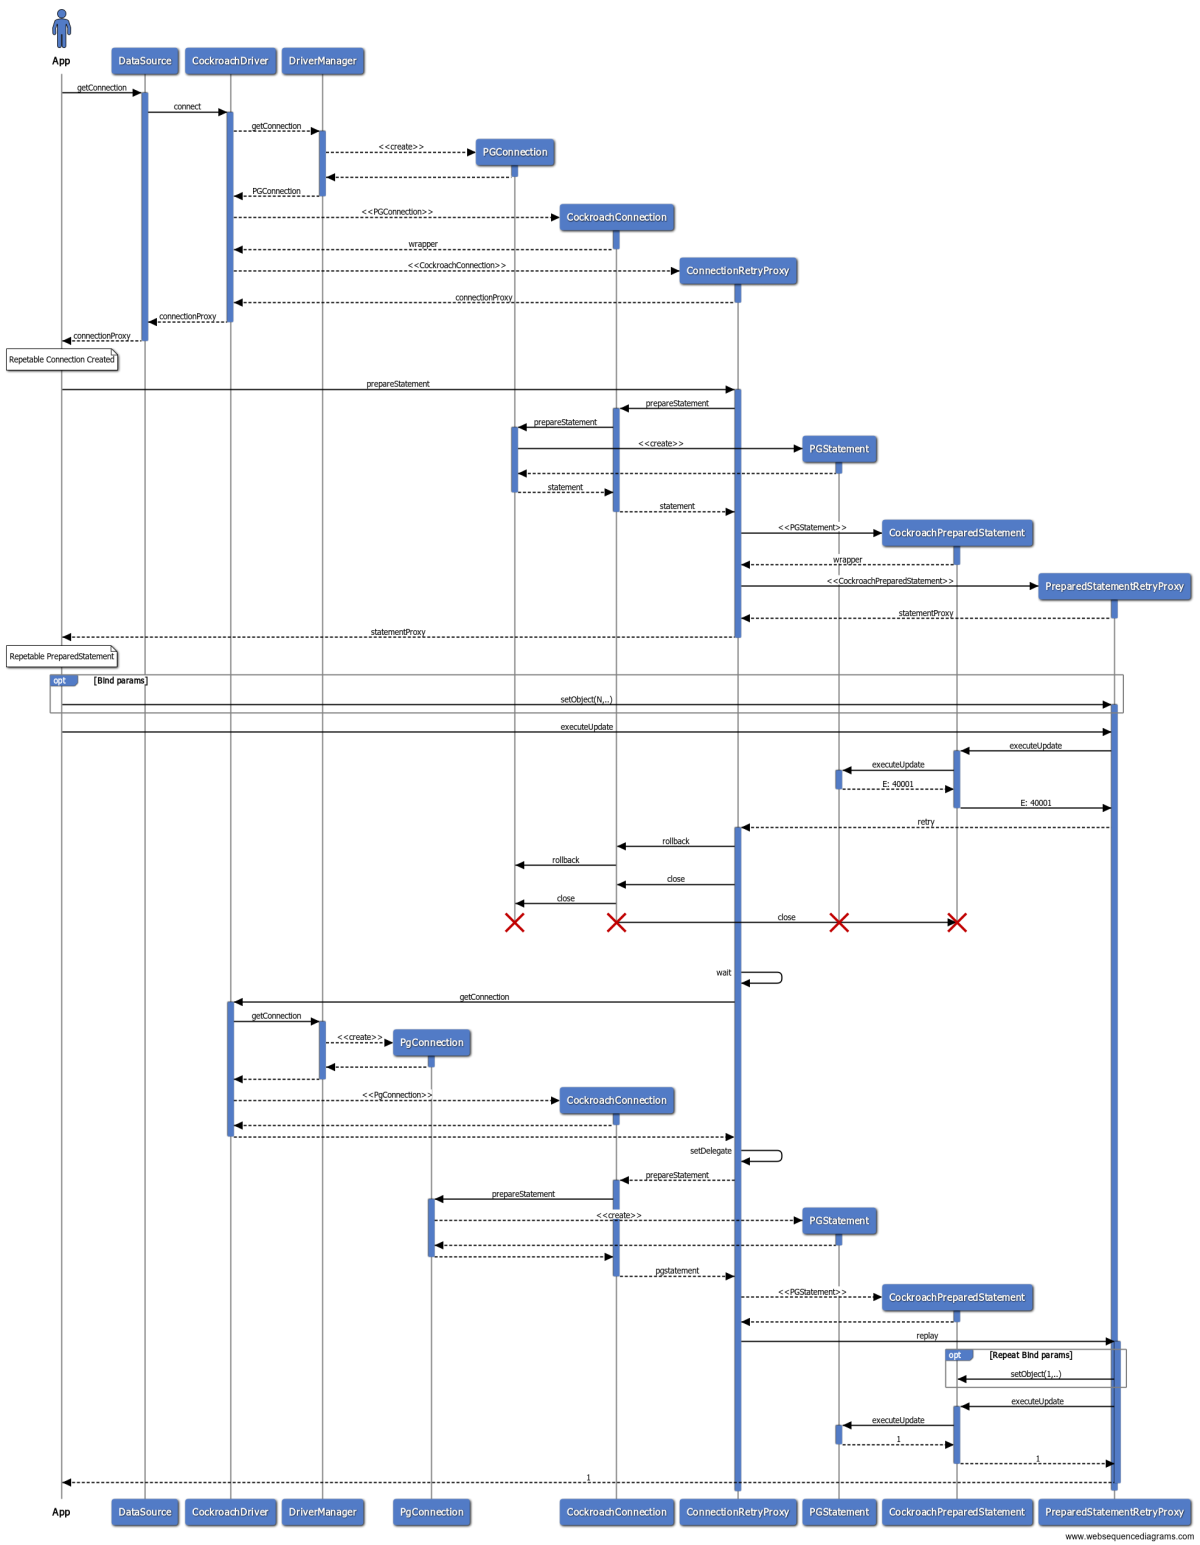 App
DataSource
CockroachDriver
DriverManager
getConnection
connect
getConnection
<<create>>
PGConnection
PGConnection
<<PGConnection>>
CockroachConnection
wrapper
<<CockroachConnection>>
ConnectionRetryProxy
connectionProxy
connectionProxy
connectionProxy
Repetable Connection Created
prepareStatement
prepareStatement
prepareStatement
<<create>>
PGStatement
statement
statement
<<PGStatement>>
CockroachPreparedStatement
wrapper
<<CockroachPreparedStatement>>
PreparedStatementRetryProxy
statementProxy
statementProxy
Repetable PreparedStatement
opt [Bind params]
setObject(N,..)
executeUpdate
executeUpdate
executeUpdate
E: 40001
E: 40001
retry
rollback
rollback
close
close
close
wait
getConnection
getConnection
<<create>>
PgConnection
<<PgConnection>>
CockroachConnection
setDelegate
prepareStatement
prepareStatement
<<create>>
PGStatement
pgstatement
<<PGStatement>>
CockroachPreparedStatement
replay
opt [Repeat Bind params]
setObject(1,..)
executeUpdate
executeUpdate
1
1
1
App
DataSource
CockroachDriver
DriverManager
PgConnection
CockroachConnection
ConnectionRetryProxy
PGStatement
CockroachPreparedStatement
PreparedStatementRetryProxy
www.websequencediagrams.com